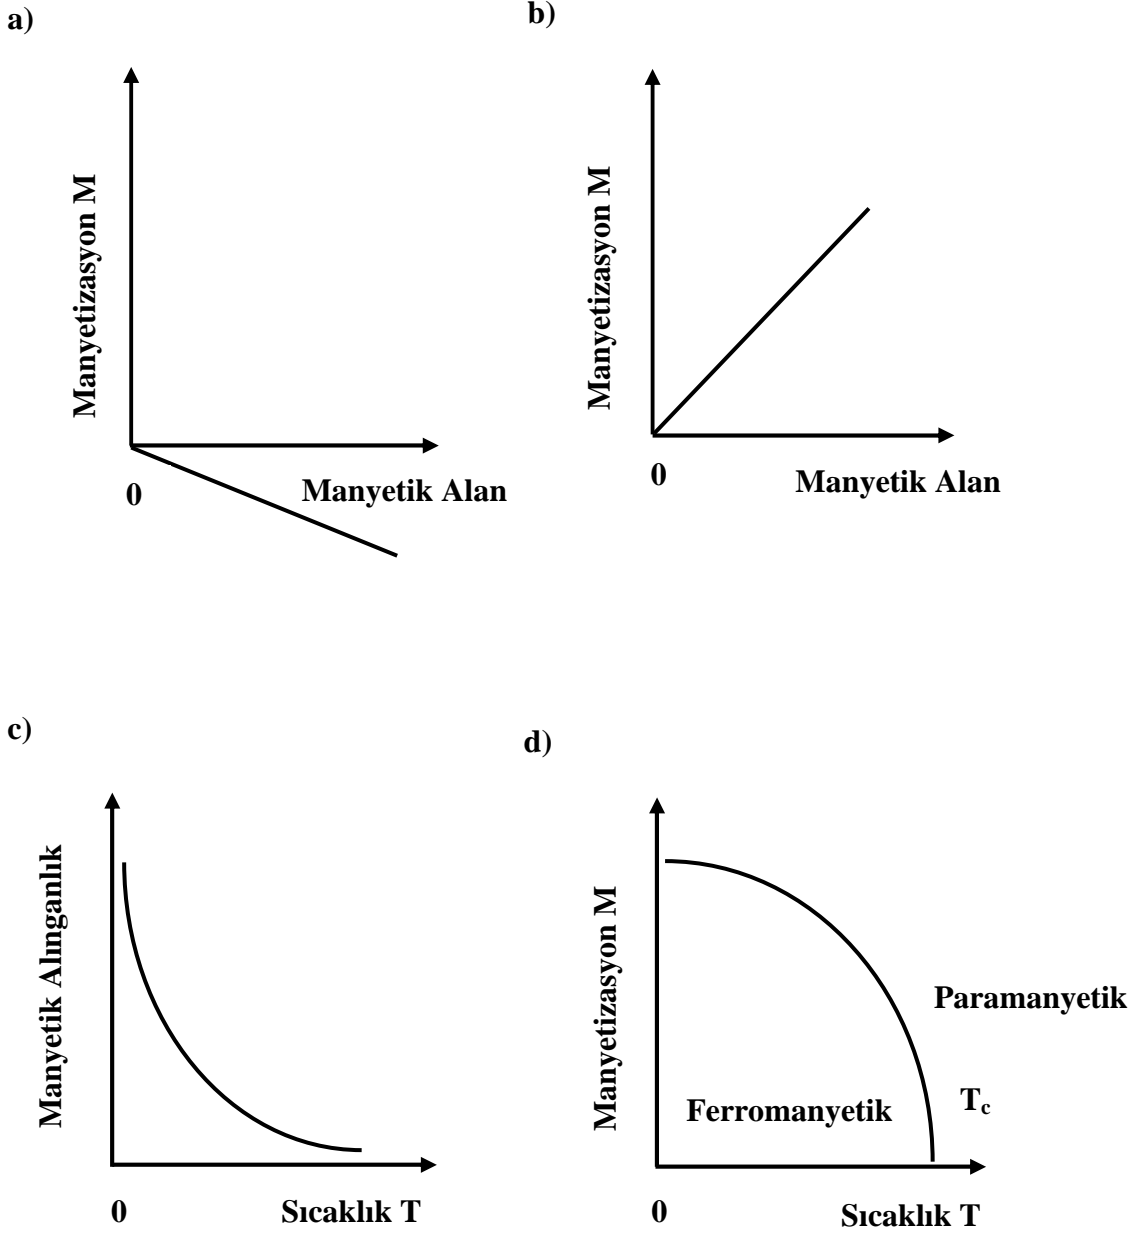 a)
Manyetizasyon M
0
Manyetik Alan
b)
Manyetizasyon M
0
Manyetik Alan
c)
Manyetik Alınganlık
0
Sıcaklık T
d)
Manyetizasyon M
Paramanyetik
Ferromanyetik
Tc
0
Sıcaklık T